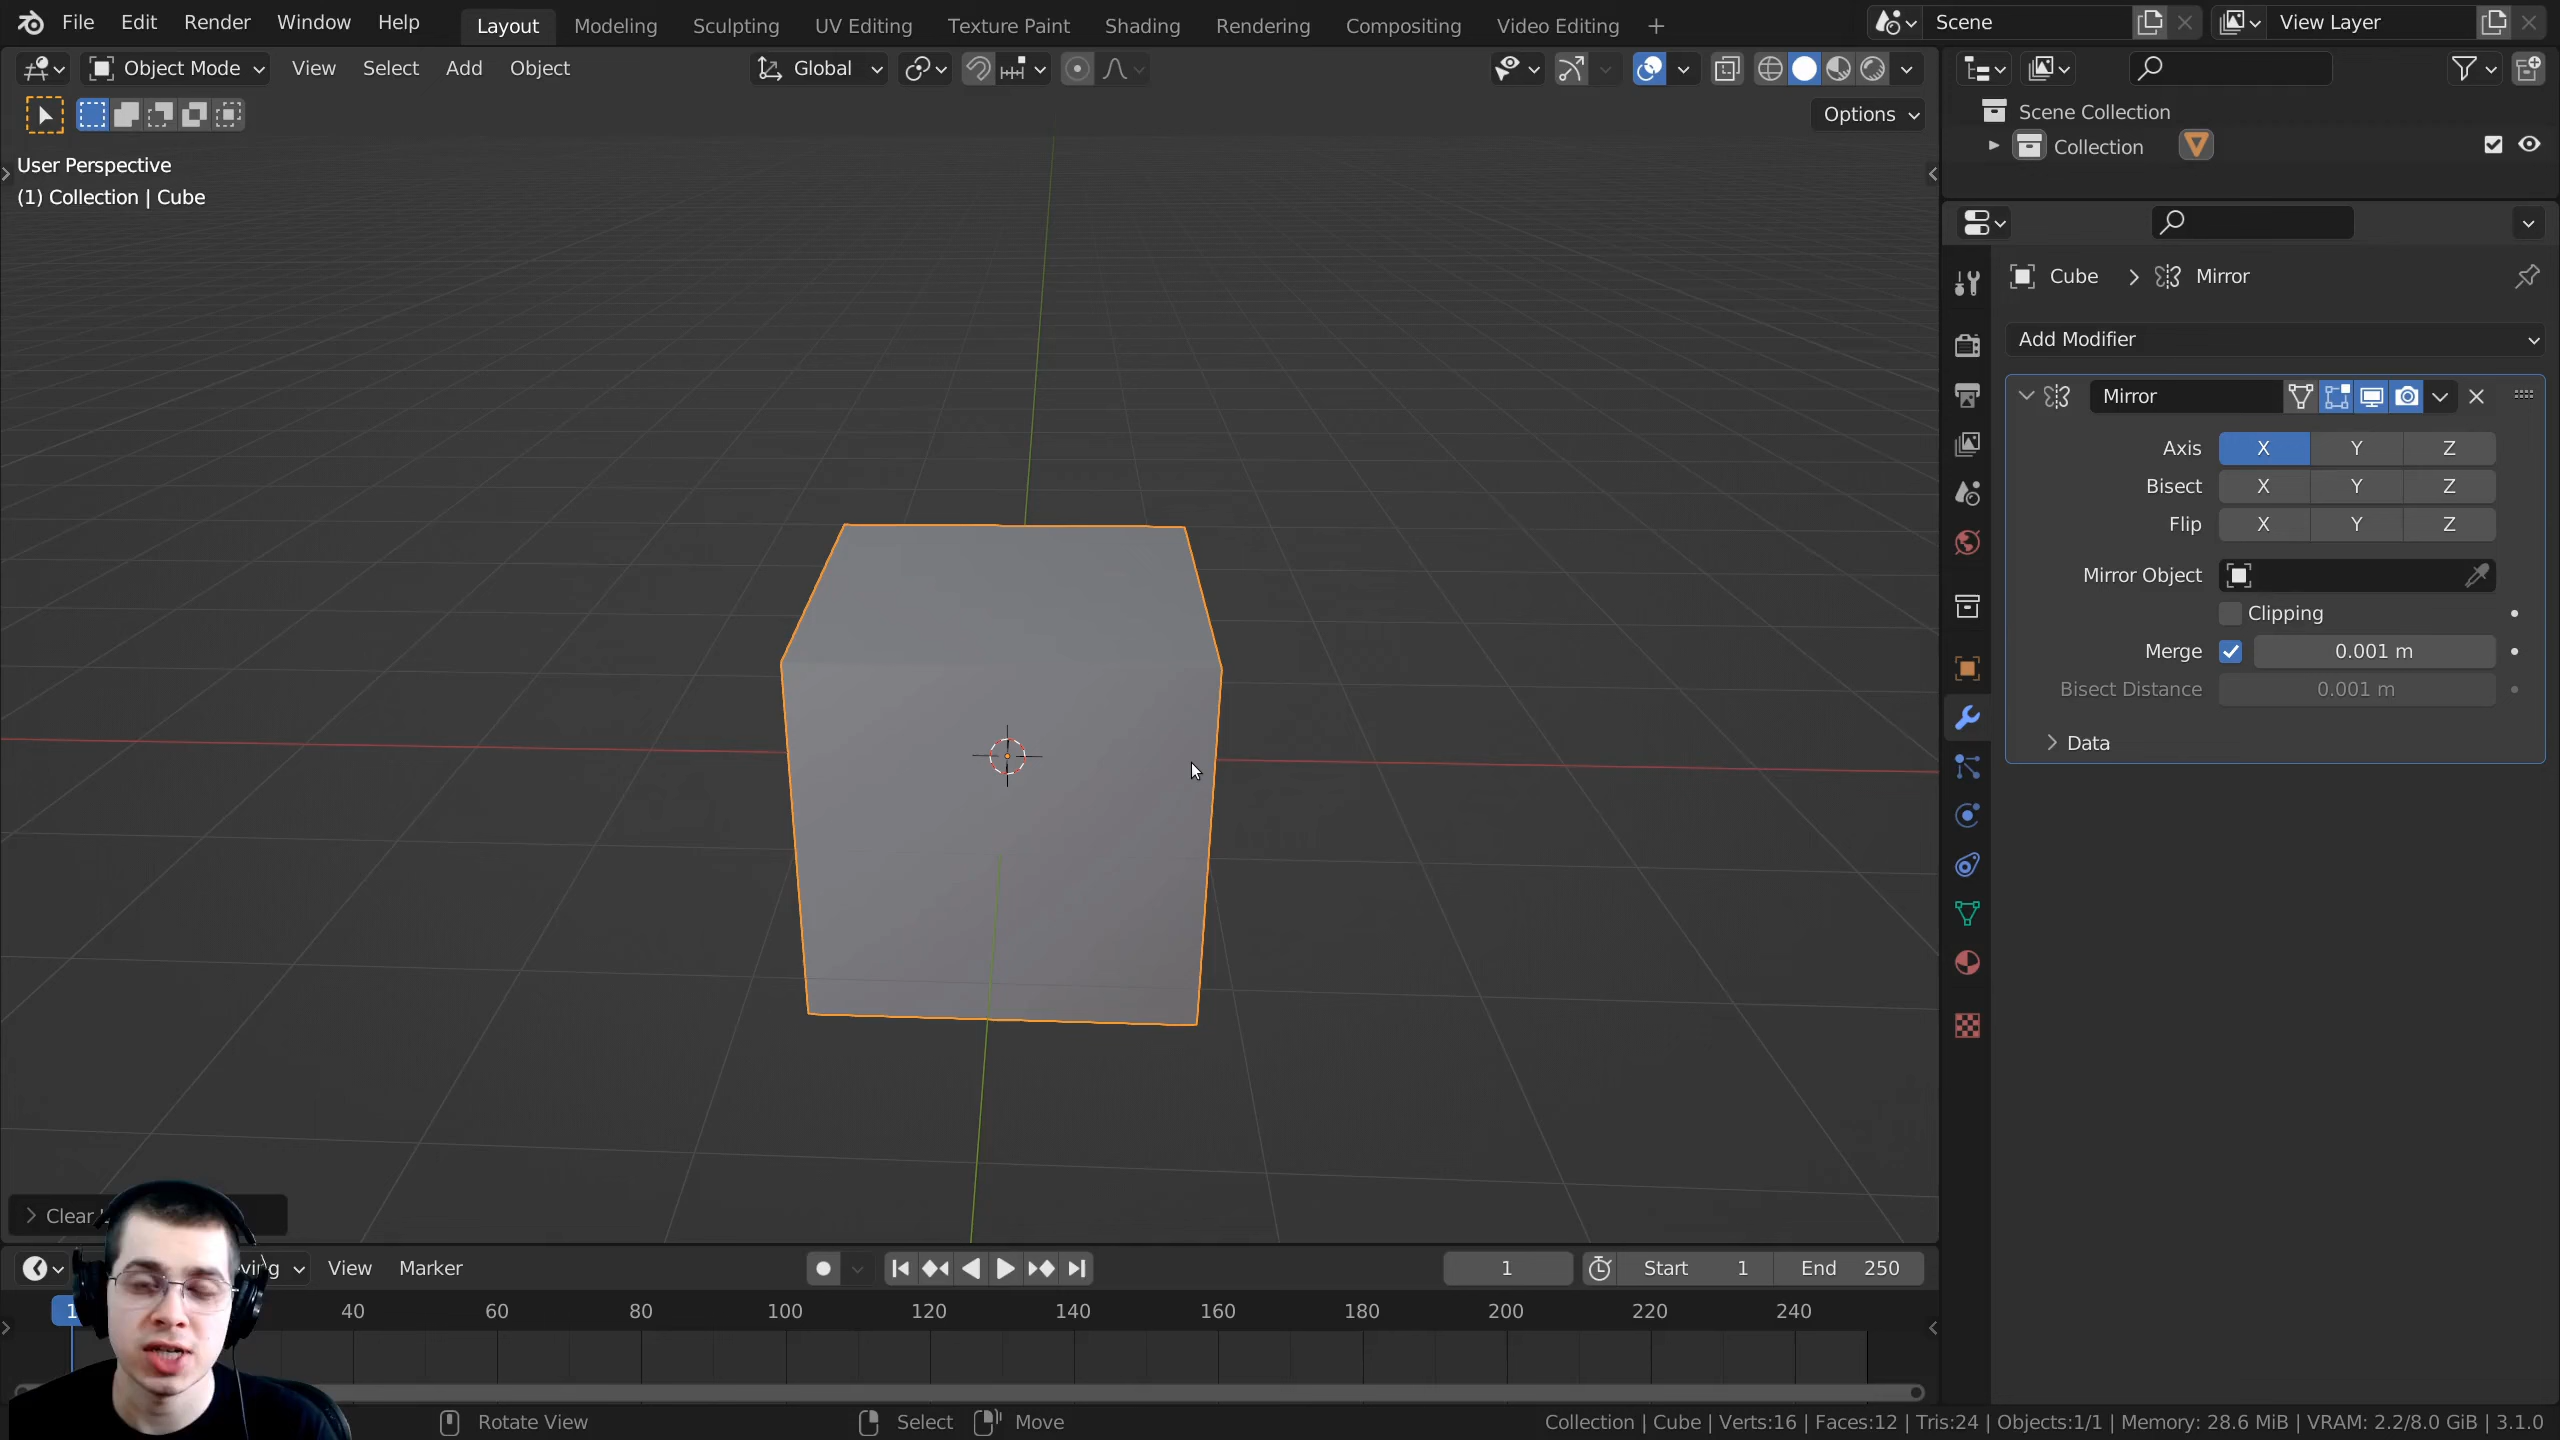 File Edit Render Window Help Layout Modeling Sculpting UV Editing Texture Paint Shading Rendering Compositing Video Editing + Scene View Layer
Object Mode View Select Add Object Global
Options
User Perspective
(1) Collection | Cube
Scene Collection
Collection
Cube > Mirror
Add Modifier
Mirror
Axis X Y Z
Bisect X Y Z
Flip X Y Z
Mirror Object
Clipping
Merge 0.001 m
Bisect Distance 0.001 m
Data
Clear
View Marker 1 Start 1 End 250
1 40 60 80 100 120 140 160 180 200 220 240
Rotate View Select Move Collection | Cube | Verts:16 | Faces:12 | Tris:24 | Objects:1/1 | Memory: 28.6 MiB | VRAM: 2.2/8.0 GiB | 3.1.0